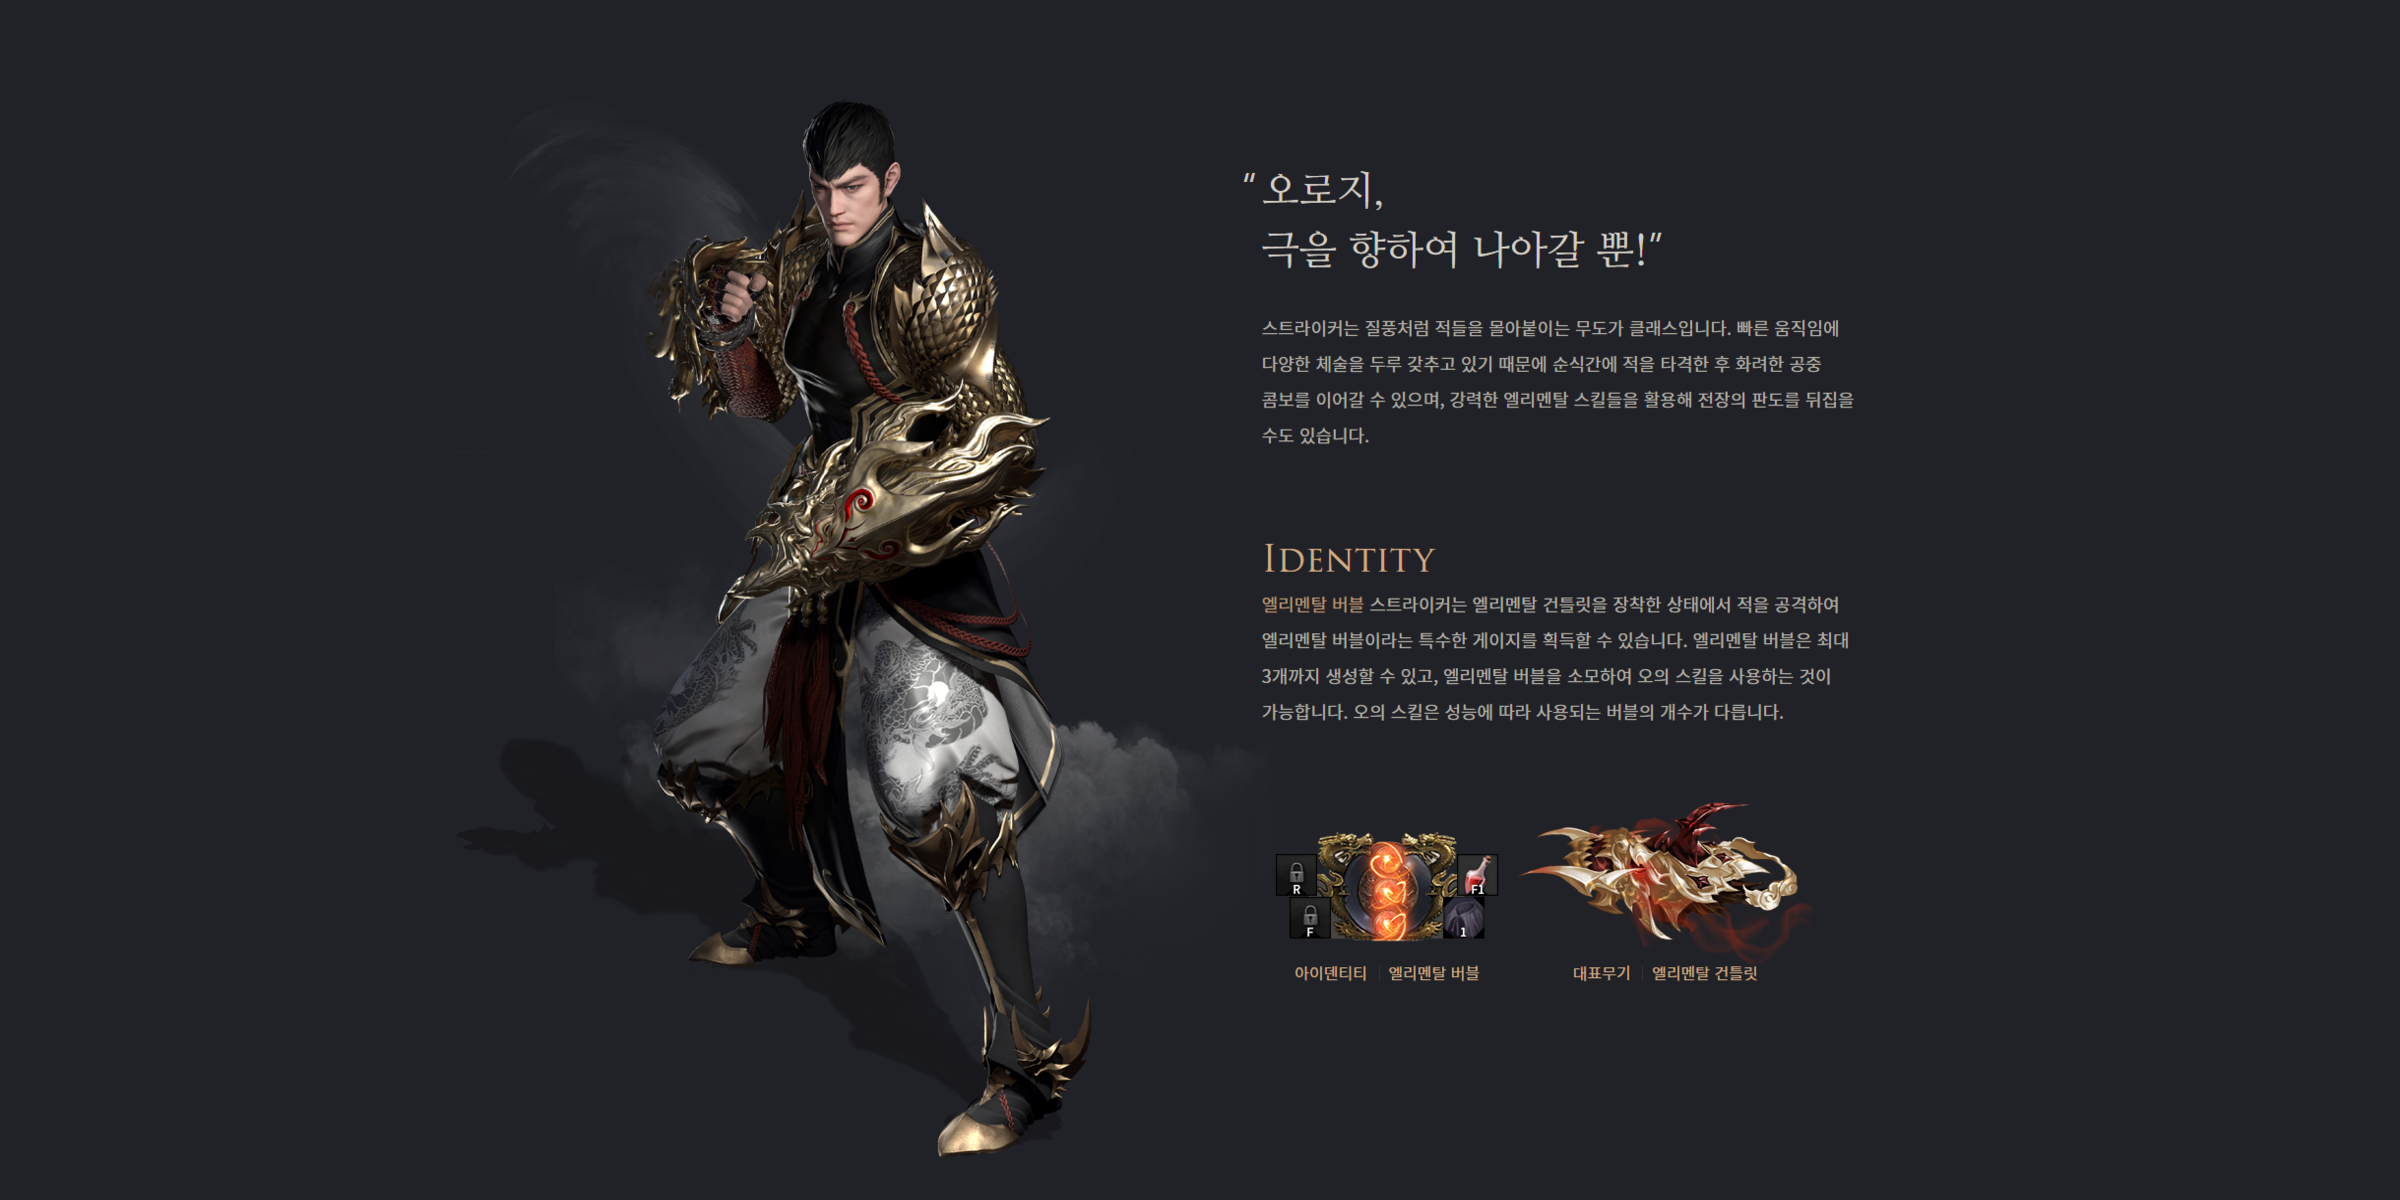 “오로지,
극을 향하여 나아갈 뿐!”
스트라이커는 질풍처럼 적들을 몰아붙이는 무도가 클래스입니다. 빠른 움직임에
다양한 체술을 두루 갖추고 있기 때문에 순식간에 적을 타격한 후 화려한 공중
콤보를 이어갈 수 있으며, 강력한 엘리멘탈 스킬들을 활용해 전장의 판도를 뒤집을
수도 있습니다.
IDENTITY
엘리멘탈 버블 스트라이커는 엘리멘탈 건틀릿을 장착한 상태에서 적을 공격하여
엘리멘탈 버블이라는 특수한 게이지를 획득할 수 있습니다. 엘리멘탈 버블은 최대
3개까지 생성할 수 있고, 엘리멘탈 버블을 소모하여 오의 스킬을 사용하는 것이
가능합니다. 오의 스킬은 성능에 따라 사용되는 버블의 개수가 다릅니다.
R
F1
F
1
아이덴티티 | 엘리멘탈 버블
대표무기 | 엘리멘탈 건틀릿